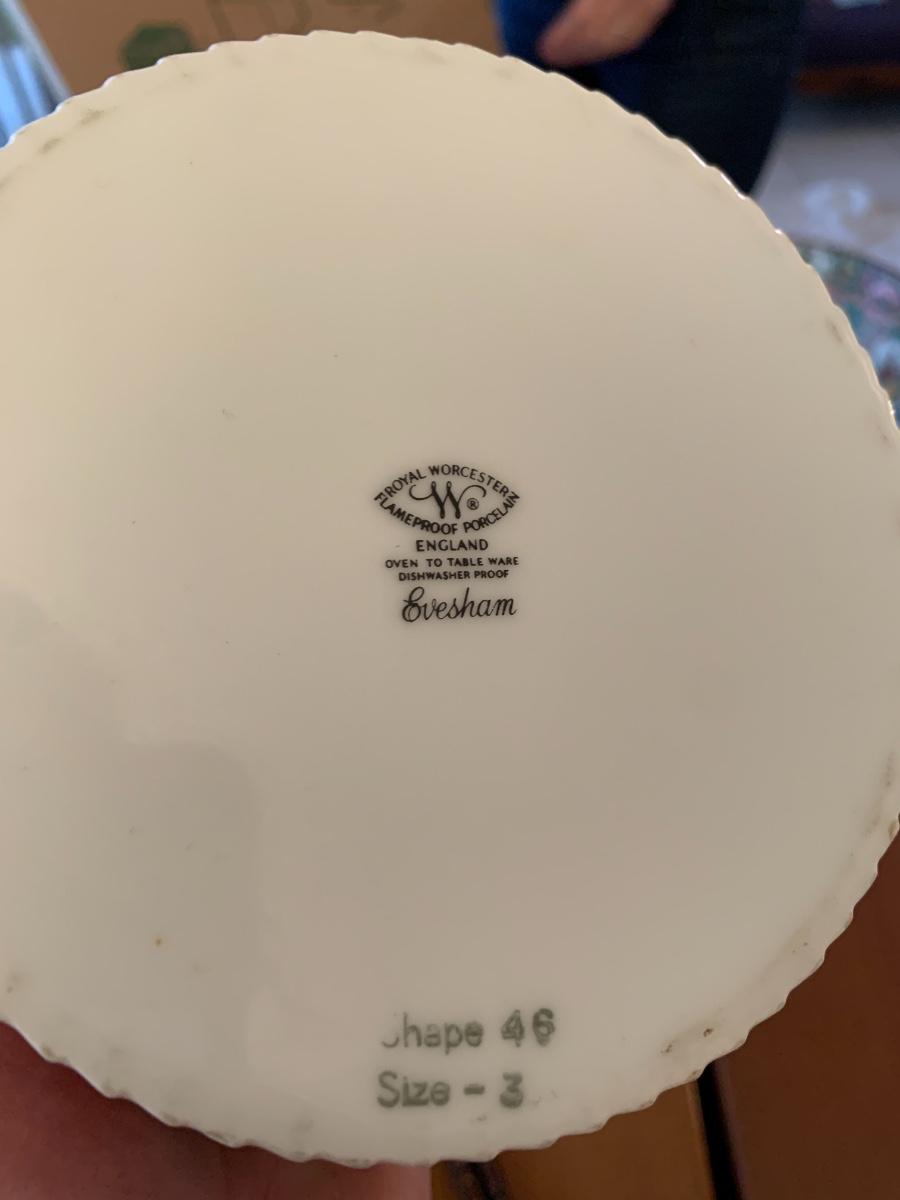 ROYAL WORCESTER
W®
FLAMEPROOF PORCELAIN
ENGLAND
OVEN TO TABLE WARE
DISHWASHER PROOF
Evesham
Shape 46
Size - 3